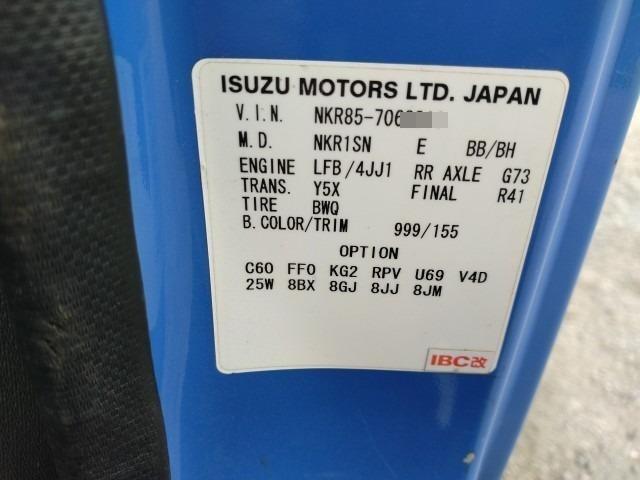 ISUZU MOTORS LTD. JAPAN
V.I.N. NKR85-706
M.D. NKR1SN E BB/BH
ENGINE LFB/4JJ1 RR AXLE G73
TRANS. Y5X FINAL R41
TIRE BWQ
B.COLOR/TRIM 999/155
OPTION
C60 FF0 KG2 RPV U69 V4D
25W 8BX 8GJ 8JJ 8JM
IBC改